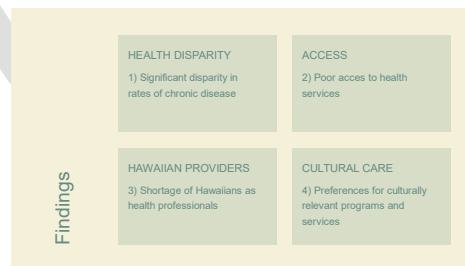 HEALTH DISPARITY
1) Significant disparity in
rates of chronic disease
ACCESS
2) Poor acces to health
services
HAWAIIAN PROVIDERS
3) Shortage of Hawaiians as
health professionals
CULTURAL CARE
4) Preferences for culturally
relevant programs and
services
Findings